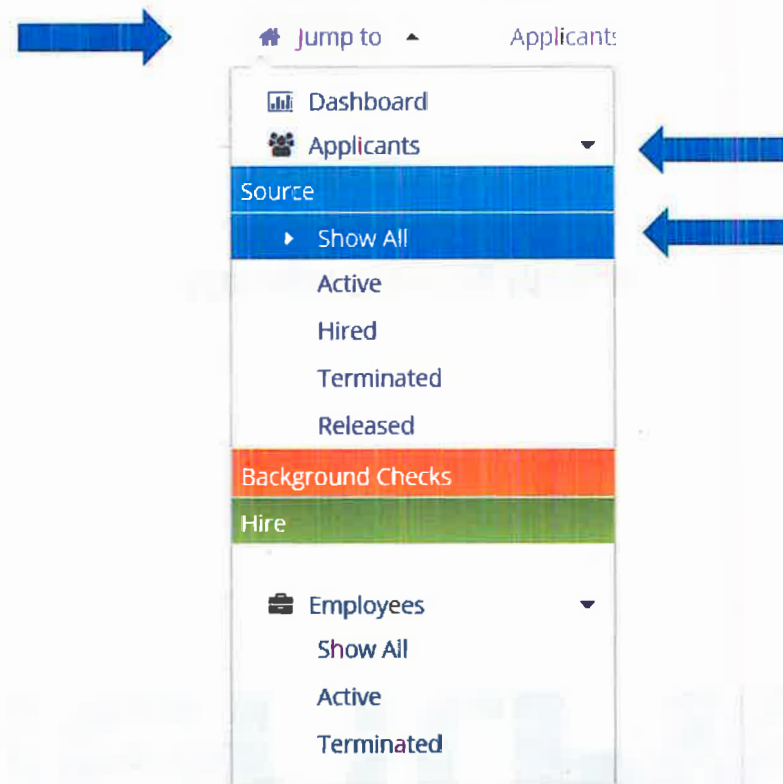 Jump to Applicants
Dashboard
Applicants
Source
Show All
Active
Hired
Terminated
Released
Background Checks
Hire
Employees
Show All
Active
Terminated